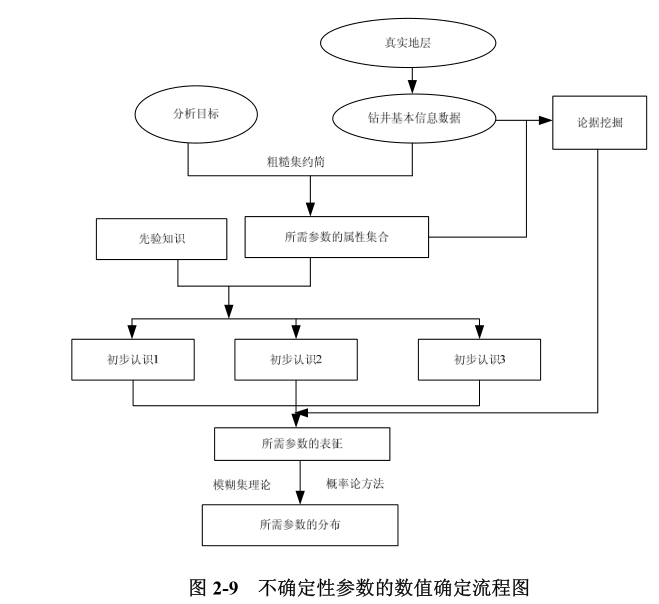 真实地层
分析目标
钻井基本信息数据
论据挖掘
粗糙集约简
先验知识
所需参数的属性集合
初步认识1
初步认识2
初步认识3
所需参数的表征
模糊集理论
概率论方法
所需参数的分布
图 2-9 不确定性参数的数值确定流程图